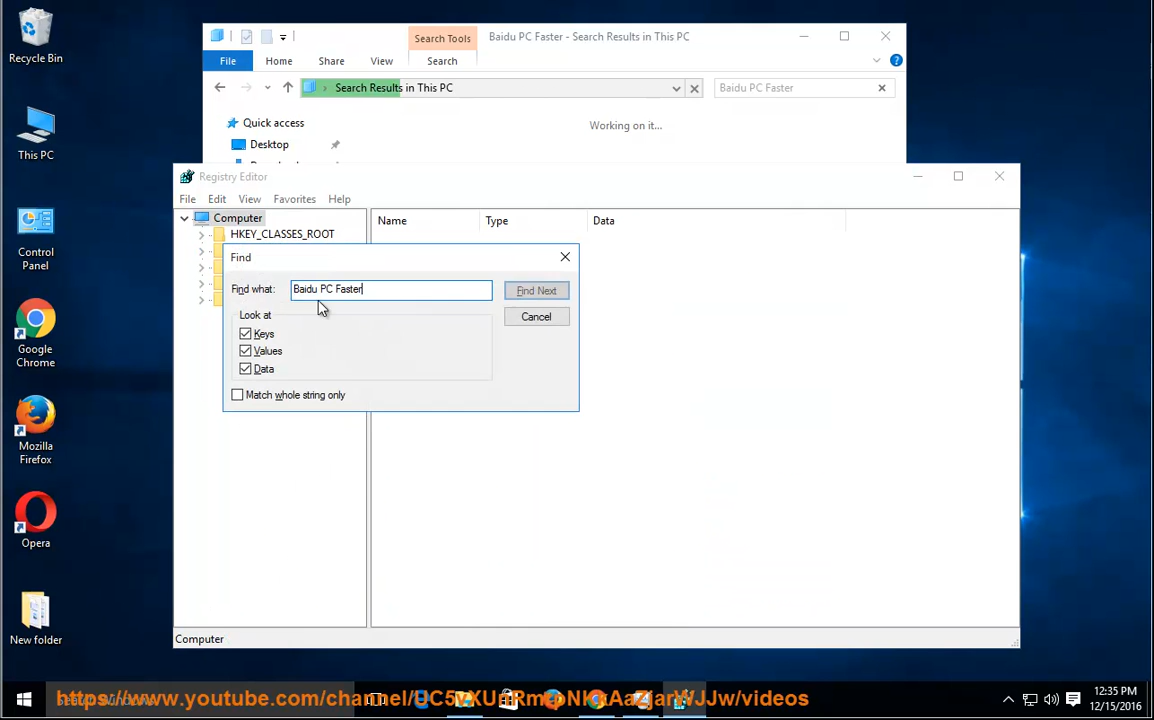 Recycle Bin
This PC
Control Panel
Google Chrome
Mozilla Firefox
Opera
New folder
Search Tools
Baidu PC Faster - Search Results in This PC
File Home Share View Search
Search Results in This PC
Baidu PC Faster
Quick access
Desktop
Working on it...
Registry Editor
File Edit View Favorites Help
Computer
HKEY_CLASSES_ROOT
Name Type Data
Find
Find what: Baidu PC Faster
Find Next
Cancel
Look at
Keys
Values
Data
Match whole string only
Computer
12:35 PM
12/15/2016